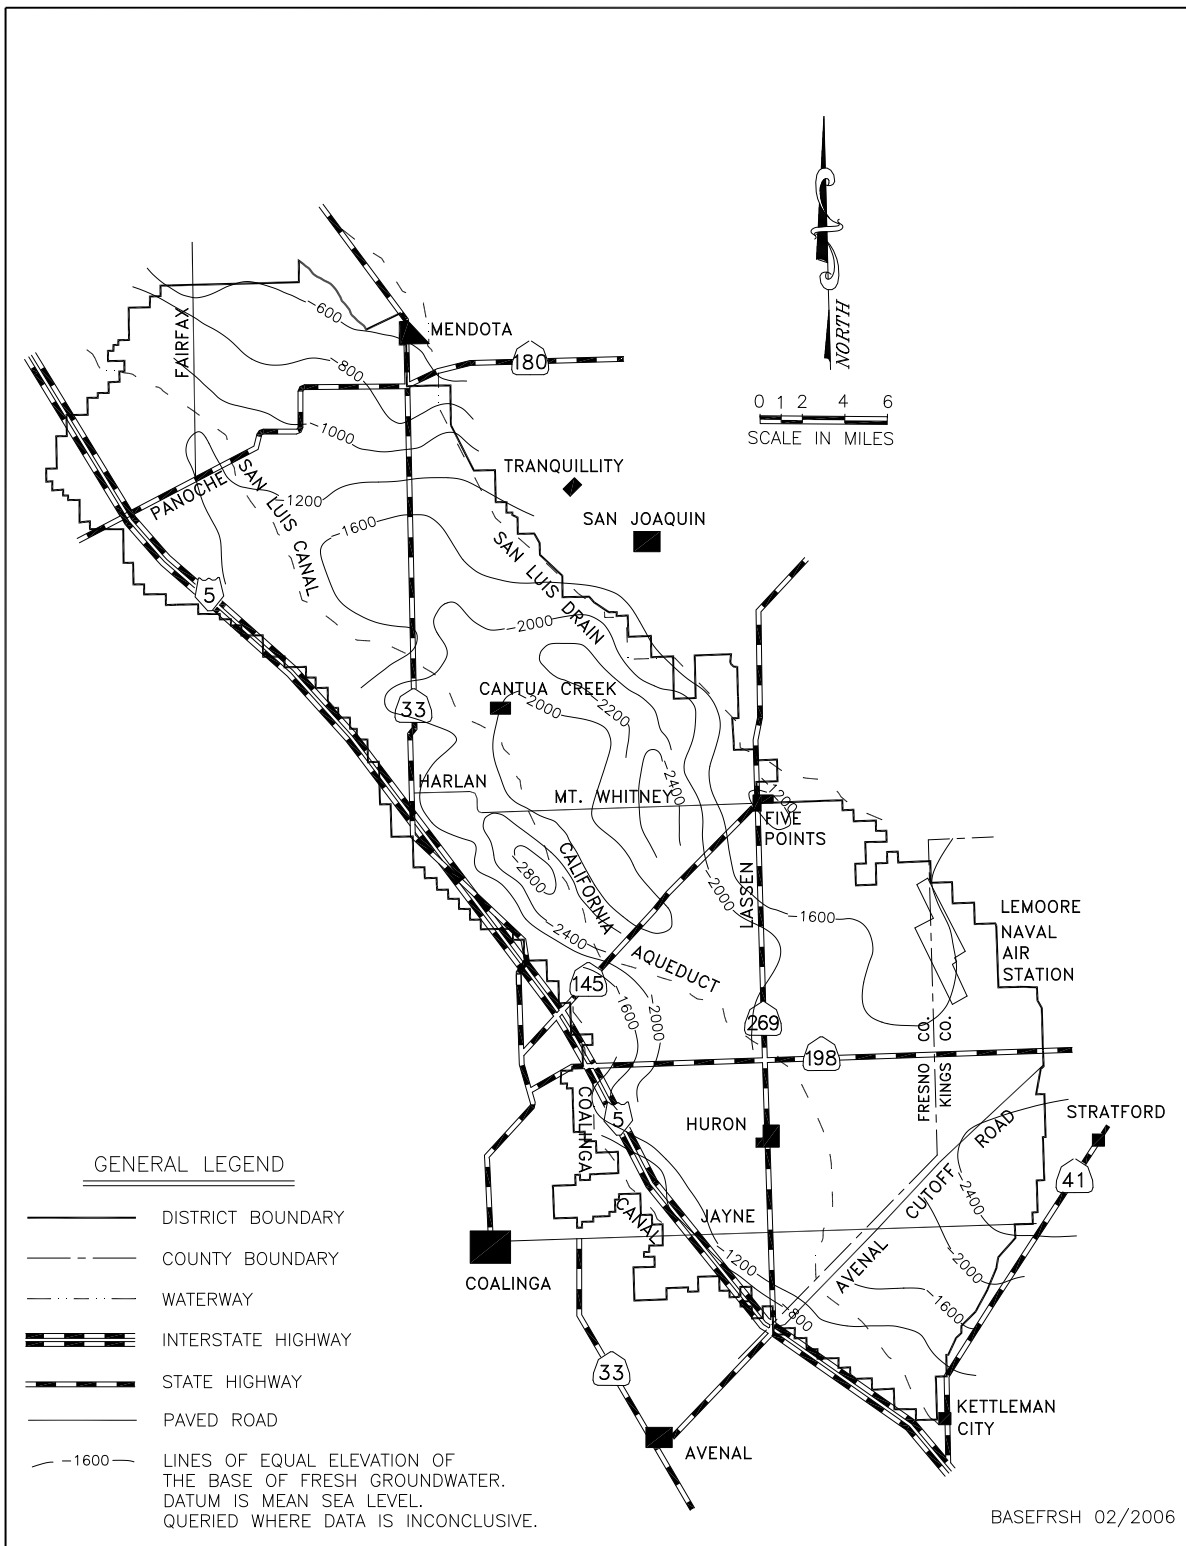 NORTH
0 1 2 4 6
SCALE IN MILES
-600
MENDOTA
FAIRFAX
180
-800
-1000
TRANQUILLITY
PANOCHE
SAN LUIS CANAL
-1200
SAN JOAQUIN
-1600
SAN LUIS DRAIN
5
-2000
CANTUA CREEK
33
-2000
-2200
-2400
HARLAN
MT. WHITNEY
-1200
FIVE
POINTS
CALIFORNIA
-2800
LASSEN
-2000
-1600
LEMOORE
NAVAL
AIR
STATION
-2400
AQUEDUCT
145
-1600
-2000
269
198
FRESNO CO.
KINGS CO.
COALINGA
5
HURON
ROAD
STRATFORD
41
CUTOFF
-2400
CANAL
JAYNE
AVENAL
-2000
-1200
-1600
-800
COALINGA
33
KETTLEMAN
CITY
AVENAL
GENERAL LEGEND
DISTRICT BOUNDARY
COUNTY BOUNDARY
WATERWAY
INTERSTATE HIGHWAY
STATE HIGHWAY
PAVED ROAD
-1600 LINES OF EQUAL ELEVATION OF
THE BASE OF FRESH GROUNDWATER.
DATUM IS MEAN SEA LEVEL.
QUERIED WHERE DATA IS INCONCLUSIVE.
BASEFRSH 02/2006